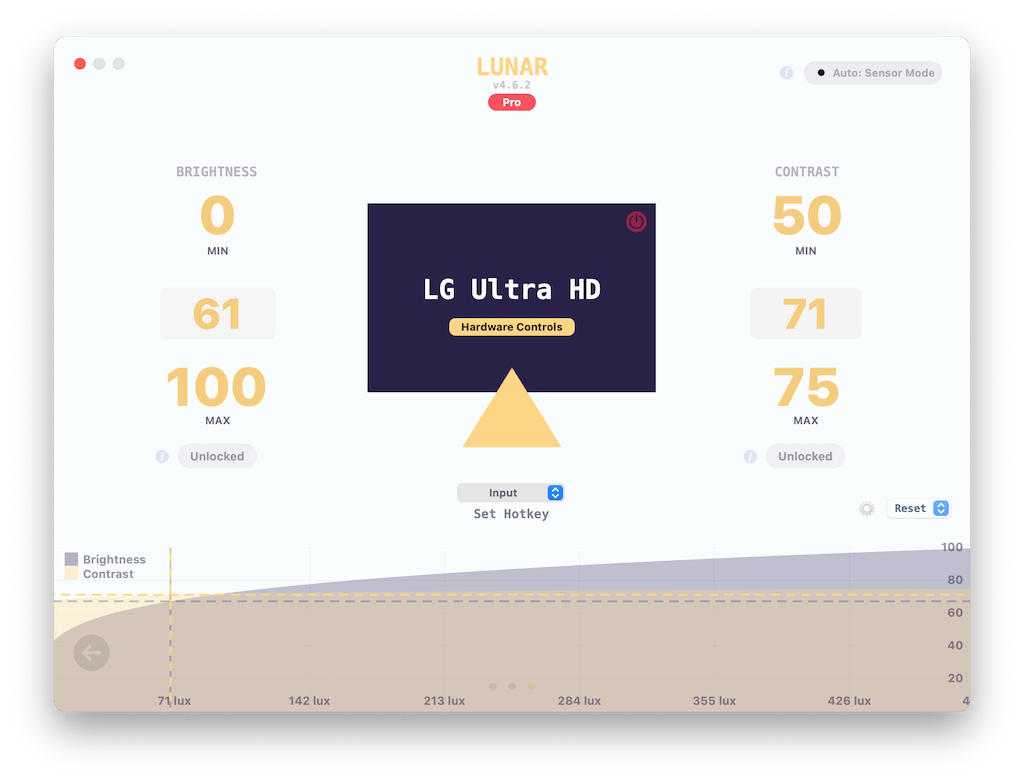 LUNAR
v4.6.2
Pro
i
Auto: Sensor Mode
BRIGHTNESS
0
MIN
61
100
MAX
i
Unlocked
LG Ultra HD
Hardware Controls
CONTRAST
50
MIN
71
75
MAX
i
Unlocked
Input
Set Hotkey
Reset
Brightness
Contrast
100
80
60
40
20
71 lux
142 lux
213 lux
284 lux
355 lux
426 lux
4